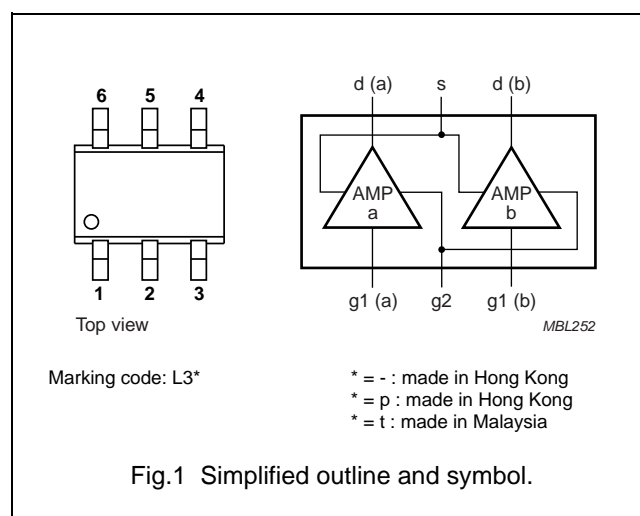 6 5 4
1 2 3
Top view
d (a) s d (b)
AMP a
AMP b
g1 (a) g2 g1 (b)
MBL252
Marking code: L3*
* = - : made in Hong Kong
* = p : made in Hong Kong
* = t : made in Malaysia
Fig.1 Simplified outline and symbol.